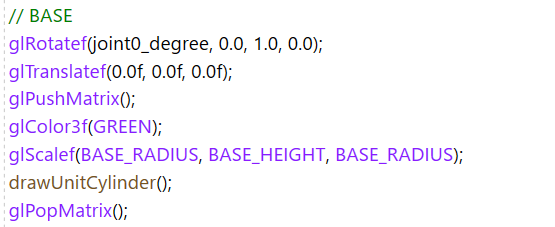 // BASE
glRotatef(joint0_degree, 0.0, 1.0, 0.0);
glTranslatef(0.0f, 0.0f, 0.0f);
glPushMatrix();
glColor3f(GREEN);
glScalef(BASE_RADIUS, BASE_HEIGHT, BASE_RADIUS);
drawUnitCylinder();
glPopMatrix();